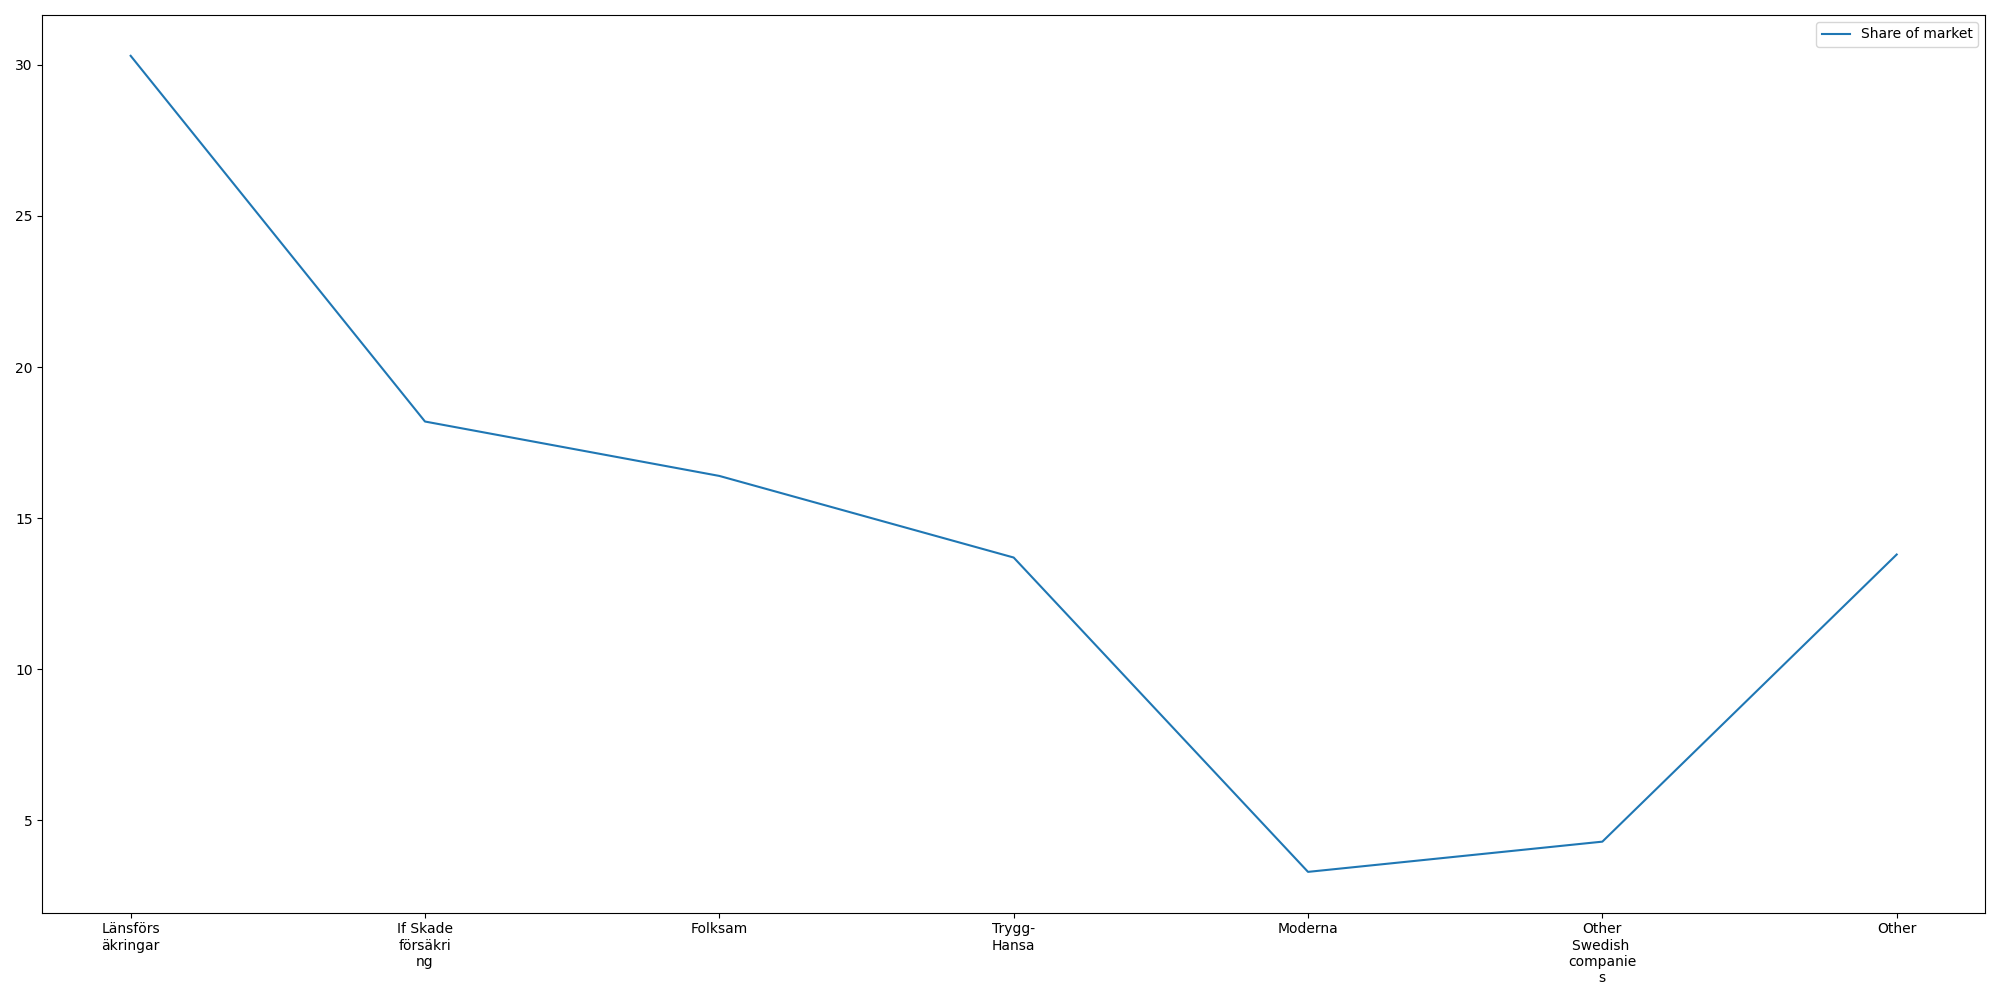 Share of market
30
25
20
15
10
5
Länsförs
äkringar
If Skade
försäkri
ng
Folksam
Trygg-
Hansa
Moderna
Other
Swedish
companie
s
Other